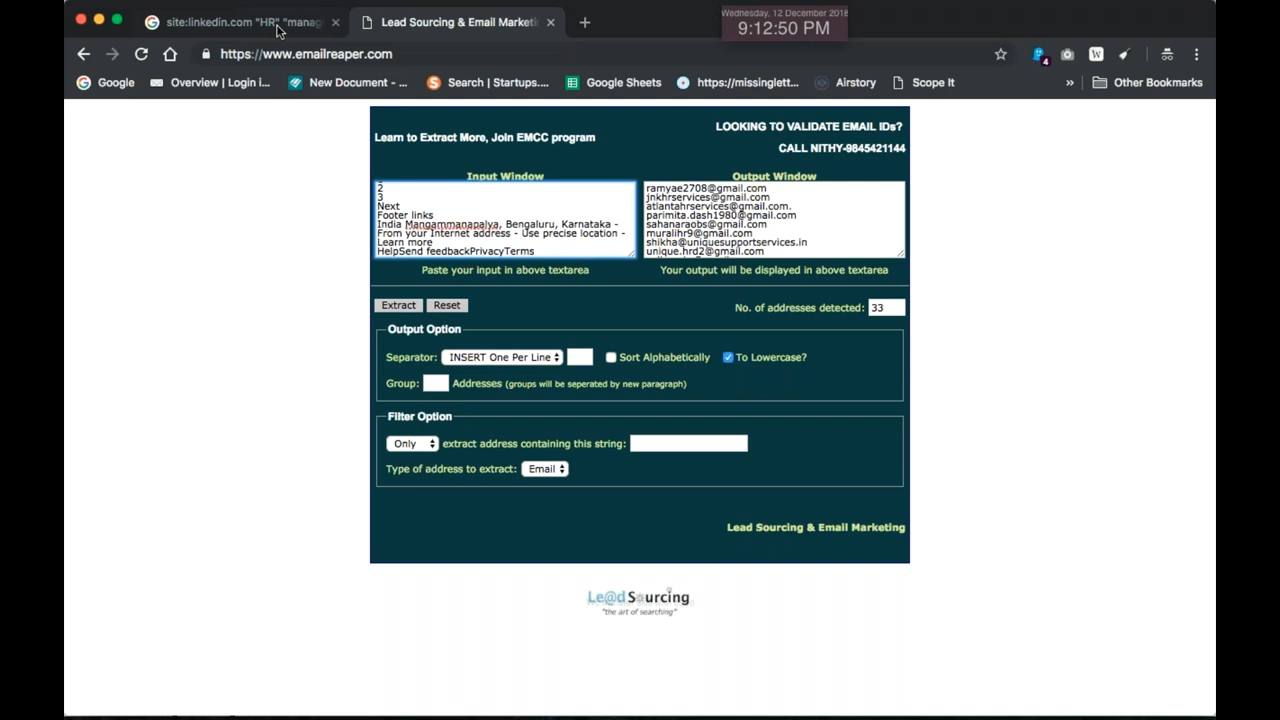 site:linkedin.com "HR" "manag
Lead Sourcing & Email Marketi
Wednesday, 12 December 2018
9:12:50 PM
https://www.emailreaper.com
4
Google
Overview | Login i...
New Document - ...
Search | Startups....
Google Sheets
https://missinglett...
Airstory
Scope It
»
Other Bookmarks
Learn to Extract More, Join EMCC program
LOOKING TO VALIDATE EMAIL IDs?
CALL NITHY-9845421144
Input Window
Output Window
2
3
Next
Footer links
India Mangammanapalya, Bengaluru, Karnataka -
From your Internet address - Use precise location -
Learn more
HelpSend feedbackPrivacyTerms
ramyae2708@gmail.com
jnkhrservices@gmail.com
atlantahrservices@gmail.com.
parimita.dash1980@gmail.com
sahanaraobs@gmail.com
muralihr9@gmail.com
shikha@uniquesupportservices.in
unique.hrd2@gmail.com
Paste your input in above textarea
Your output will be displayed in above textarea
Extract
Reset
No. of addresses detected: 33
Output Option
Separator: INSERT One Per Line
Sort Alphabetically
To Lowercase?
Group: Addresses (groups will be seperated by new paragraph)
Filter Option
Only extract address containing this string:
Type of address to extract: Email
Lead Sourcing & Email Marketing
Le@d Sourcing
"the art of searching"